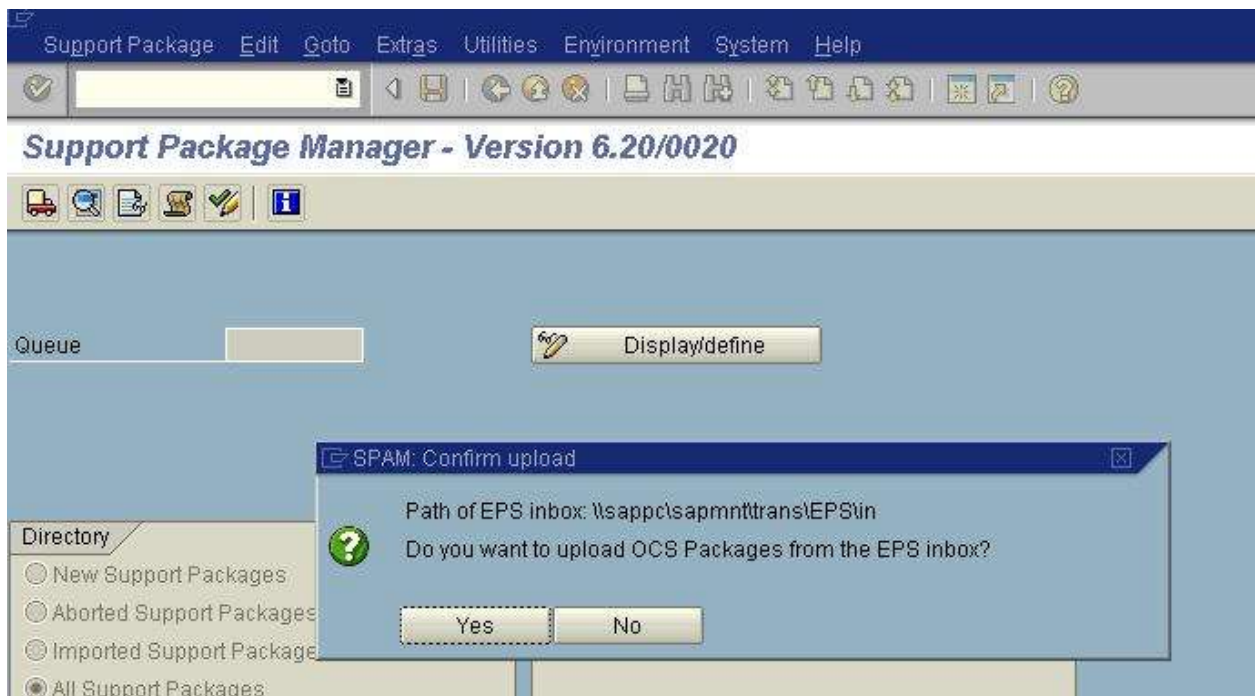 Support Package Edit Goto Extras Utilities Environment System Help
Support Package Manager - Version 6.20/0020
Queue
Display/define
SPAM: Confirm upload
Path of EPS inbox: \\sappc\sapmnt\trans\EPS\in
Do you want to upload OCS Packages from the EPS inbox?
Yes No
Directory
New Support Packages
Aborted Support Packages
Imported Support Package
All Support Packages